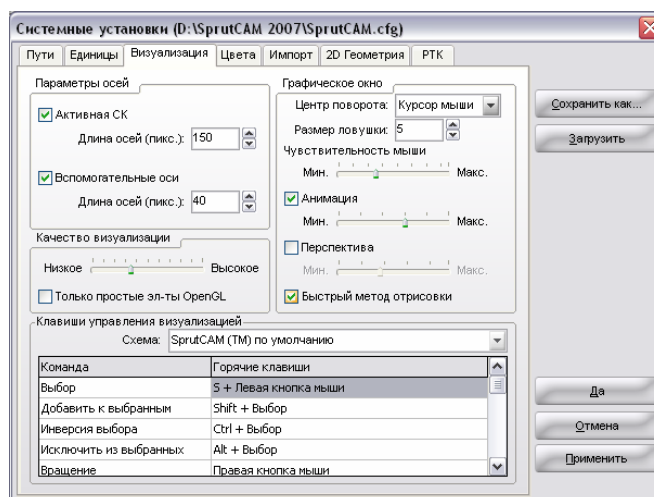 Системные установки (D:\SprutCAM 2007\SprutCAM.cfg)
Пути Единицы Визуализация Цвета Импорт 2D Геометрия РТК
Параметры осей
Активная СК
Длина осей (пикс.): 150
Вспомогательные оси
Длина осей (пикс.): 40
Качество визуализации
Низкое Высокое
Только простые эл-ты OpenGL
Графическое окно
Центр поворота: Курсор мыши
Размер ловушки: 5
Чувствительность мыши
Мин. Макс.
Анимация
Мин. Макс.
Перспектива
Мин. Макс.
Быстрый метод отрисовки
Клавиши управления визуализацией
Схема: SprutCAM (TM) по умолчанию
Команда Горячие клавиши
Выбор S + Левая кнопка мыши
Добавить к выбранным Shift + Выбор
Инверсия выбора Ctrl + Выбор
Исключить из выбранных Alt + Выбор
Вращение Правая кнопка мыши
Сохранить как...
Загрузить
Да
Отмена
Применить